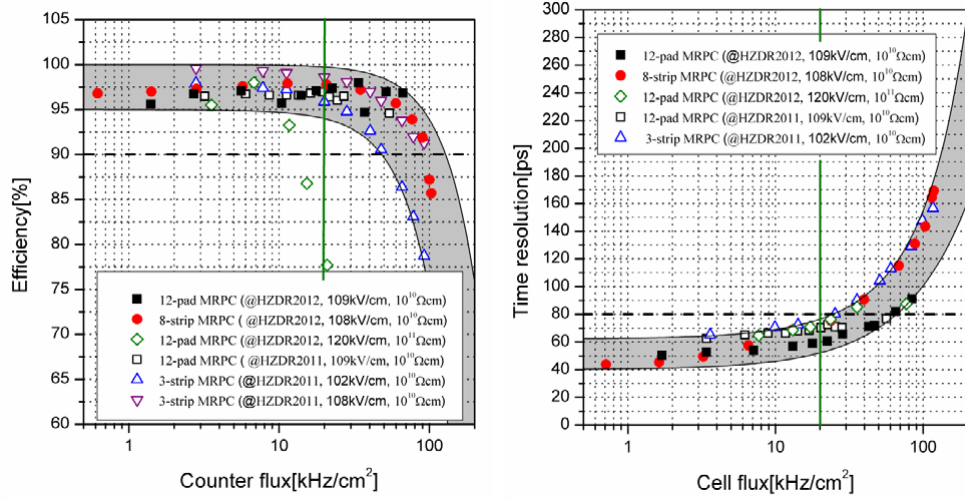 105
100
95
90
85
80
75
70
65
60
Efficiency[%]
12-pad MRPC (@HZDR2012, 109kV/cm, 10¹⁰Ωcm)
8-strip MRPC ( @HZDR2012, 108kV/cm, 10¹⁰Ωcm)
12-pad MRPC (@HZDR2012, 120kV/cm, 10¹¹Ωcm)
12-pad MRPC (@HZDR2011, 109kV/cm, 10¹⁰Ωcm)
3-strip MRPC (@HZDR2011, 102kV/cm, 10¹⁰Ωcm)
3-strip MRPC (@HZDR2011, 108kV/cm, 10¹⁰Ωcm)
1 10 100
Counter flux[kHz/cm²]
300
280
260
240
220
200
180
160
140
120
100
80
60
40
20
0
Time resolution[ps]
12-pad MRPC (@HZDR2012, 109kV/cm, 10¹⁰Ωcm)
8-strip MRPC (@HZDR2012, 108kV/cm, 10¹⁰Ωcm)
12-pad MRPC (@HZDR2012, 120kV/cm, 10¹¹Ωcm)
12-pad MRPC (@HZDR2011, 109kV/cm, 10¹⁰Ωcm)
3-strip MRPC (@HZDR2011, 102kV/cm, 10¹⁰Ωcm)
1 10 100
Cell flux[kHz/cm²]